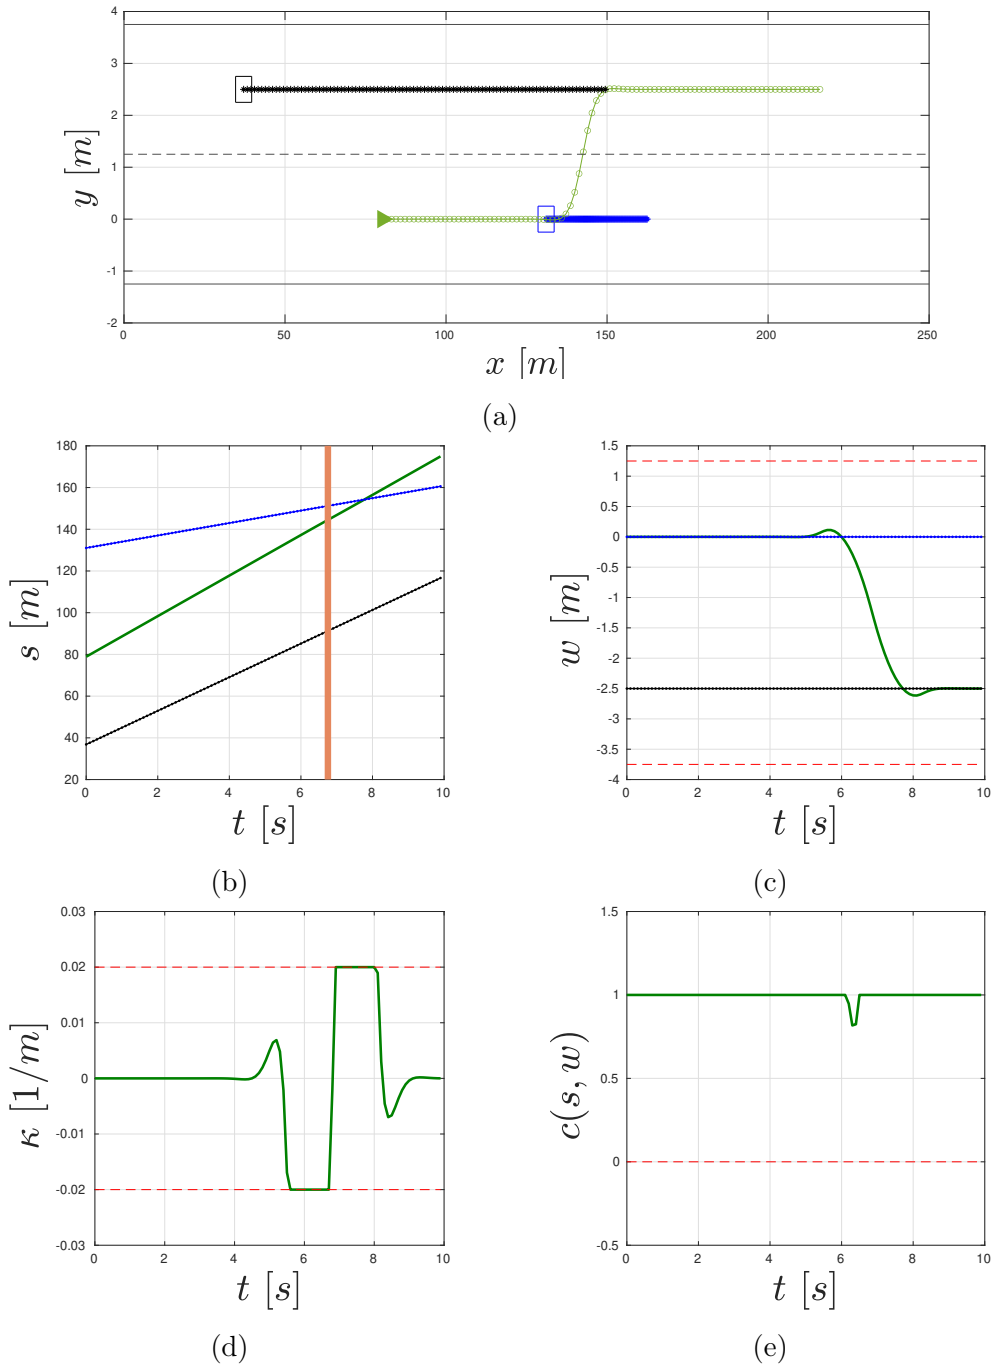 4
3
2
1
0
-1
-2
0 50 100 150 200 250
y [m]
x [m]
(a)
180
160
140
120
100
80
60
40
20
0 2 4 6 8 10
s [m]
t [s]
(b)
1.5
1
0.5
0
-0.5
-1
-1.5
-2
-2.5
-3
-3.5
-4
0 2 4 6 8 10
w [m]
t [s]
(c)
0.03
0.02
0.01
0
-0.01
-0.02
-0.03
0 2 4 6 8 10
κ [1/m]
t [s]
(d)
1.5
1
0.5
0
-0.5
0 2 4 6 8 10
c(s, w)
t [s]
(e)